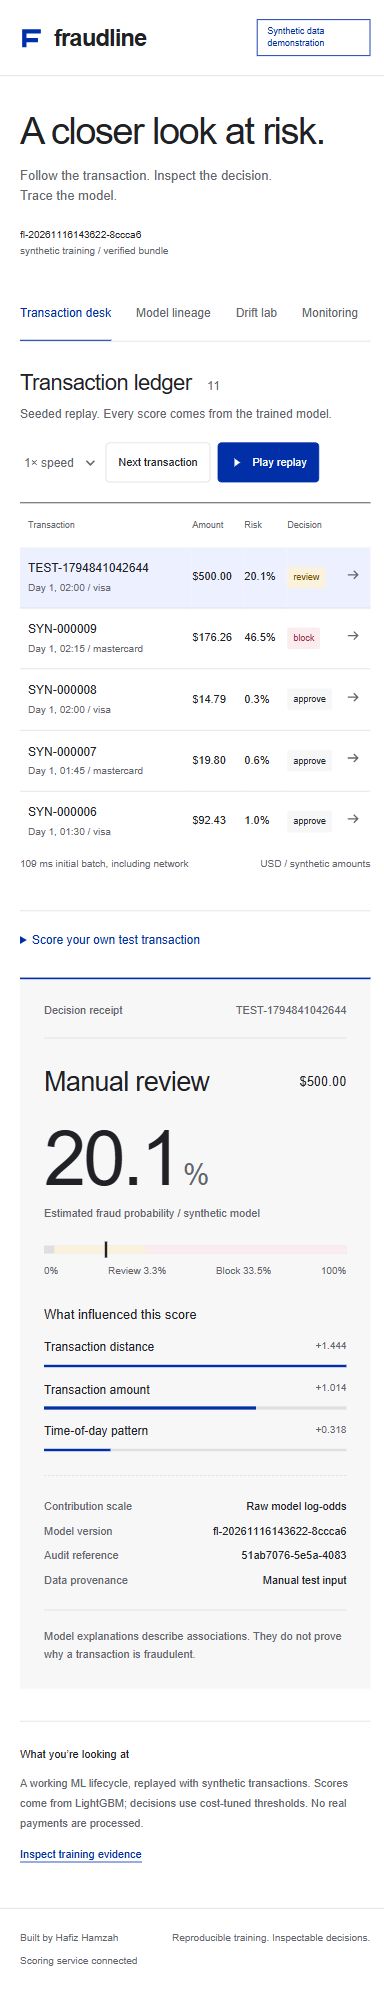 fraudline
Synthetic data
demonstration
A closer look at risk.
Follow the transaction. Inspect the decision.
Trace the model.
fl-20261116143622-8ccca6
synthetic training / verified bundle
Transaction desk Model lineage Drift lab Monitoring
Transaction ledger 11
Seeded replay. Every score comes from the trained model.
1× speed Next transaction Play replay
Transaction Amount Risk Decision
TEST-1794841042644
Day 1, 02:00 / visa
$500.00 20.1% review →
SYN-000009
Day 1, 02:15 / mastercard
$176.26 46.5% block →
SYN-000008
Day 1, 02:00 / visa
$14.79 0.3% approve →
SYN-000007
Day 1, 01:45 / mastercard
$19.80 0.6% approve →
SYN-000006
Day 1, 01:30 / visa
$92.43 1.0% approve →
109 ms initial batch, including network USD / synthetic amounts
Score your own test transaction
Decision receipt TEST-1794841042644
Manual review $500.00
20.1 %
Estimated fraud probability / synthetic model
0% Review 3.3% Block 33.5% 100%
What influenced this score
Transaction distance +1.444
Transaction amount +1.014
Time-of-day pattern +0.318
Contribution scale Raw model log-odds
Model version fl-20261116143622-8ccca6
Audit reference 51ab7076-5e5a-4083
Data provenance Manual test input
Model explanations describe associations. They do not prove
why a transaction is fraudulent.
What you're looking at
A working ML lifecycle, replayed with synthetic transactions. Scores
come from LightGBM; decisions use cost-tuned thresholds. No real
payments are processed.
Inspect training evidence
Built by Hafiz Hamzah Reproducible training. Inspectable decisions.
Scoring service connected